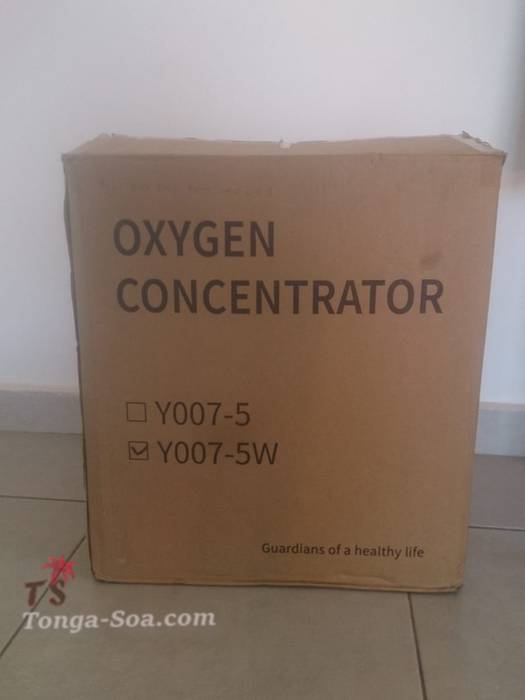 OXYGEN
CONCENTRATOR
☐ Y007-5
☑ Y007-5W
Guardians of a healthy life
TS
Tonga-Soa.com